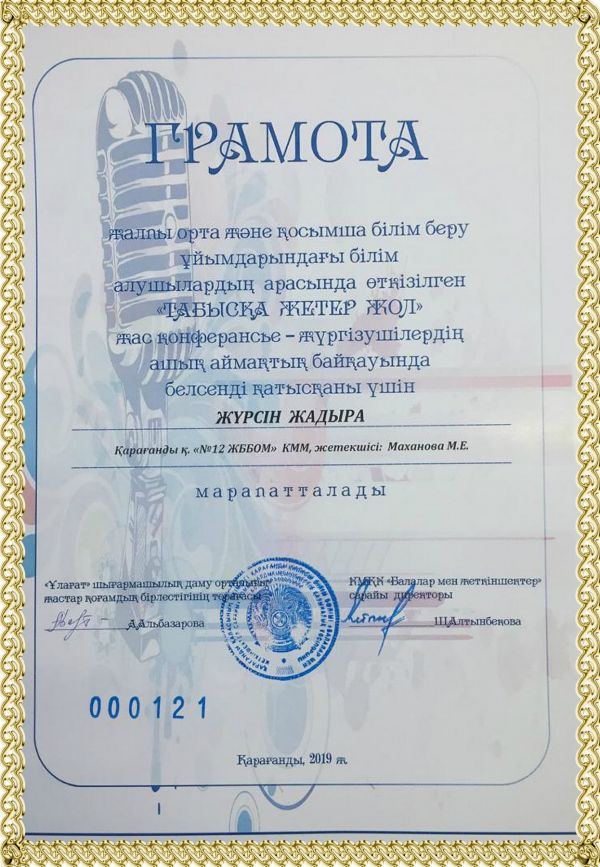 ГРАМОТА
жалпы орта және қосымша білім беру
ұйымдарындағы білім
алушылардың арасында өткізілген
«ТАБЫСҚА ЖЕТЕР ЖОЛ»
жас конферансье – жүргізушілердің
ашық аймақтық байқауында
белсенді қатысқаны үшін
ЖҮРСІН ЖАДЫРА
Қарағанды қ. «№12 ЖББОМ» КММ, жетекшісі: Маханова М.Е.
марапатталады
«Ұлағат» шығармашылық даму орталығы»
жастар қоғамдық бірлестігінің төрағасы
Д.Альбазарова
КМҚК «Балалар мен жеткіншектер»
сарайы директоры
Ш.Алтынбекова
000121
Қарағанды, 2019 ж.